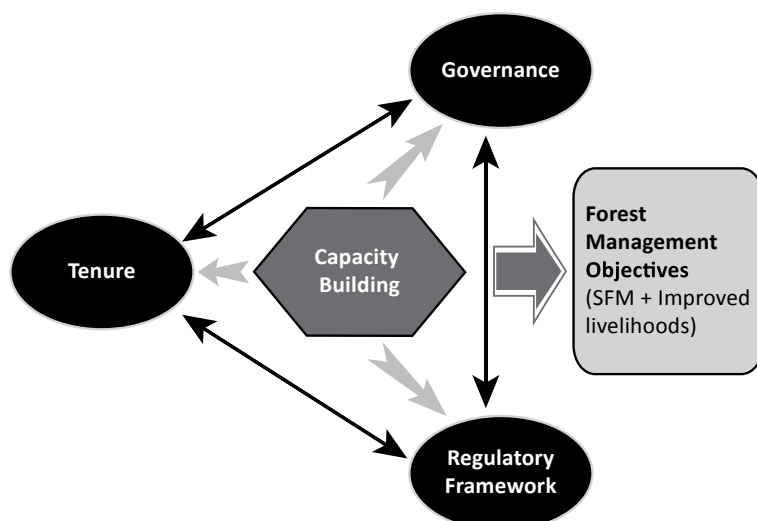 Governance
Tenure
Capacity
Building
Forest
Management
Objectives
(SFM + Improved
livelihoods)
Regulatory
Framework